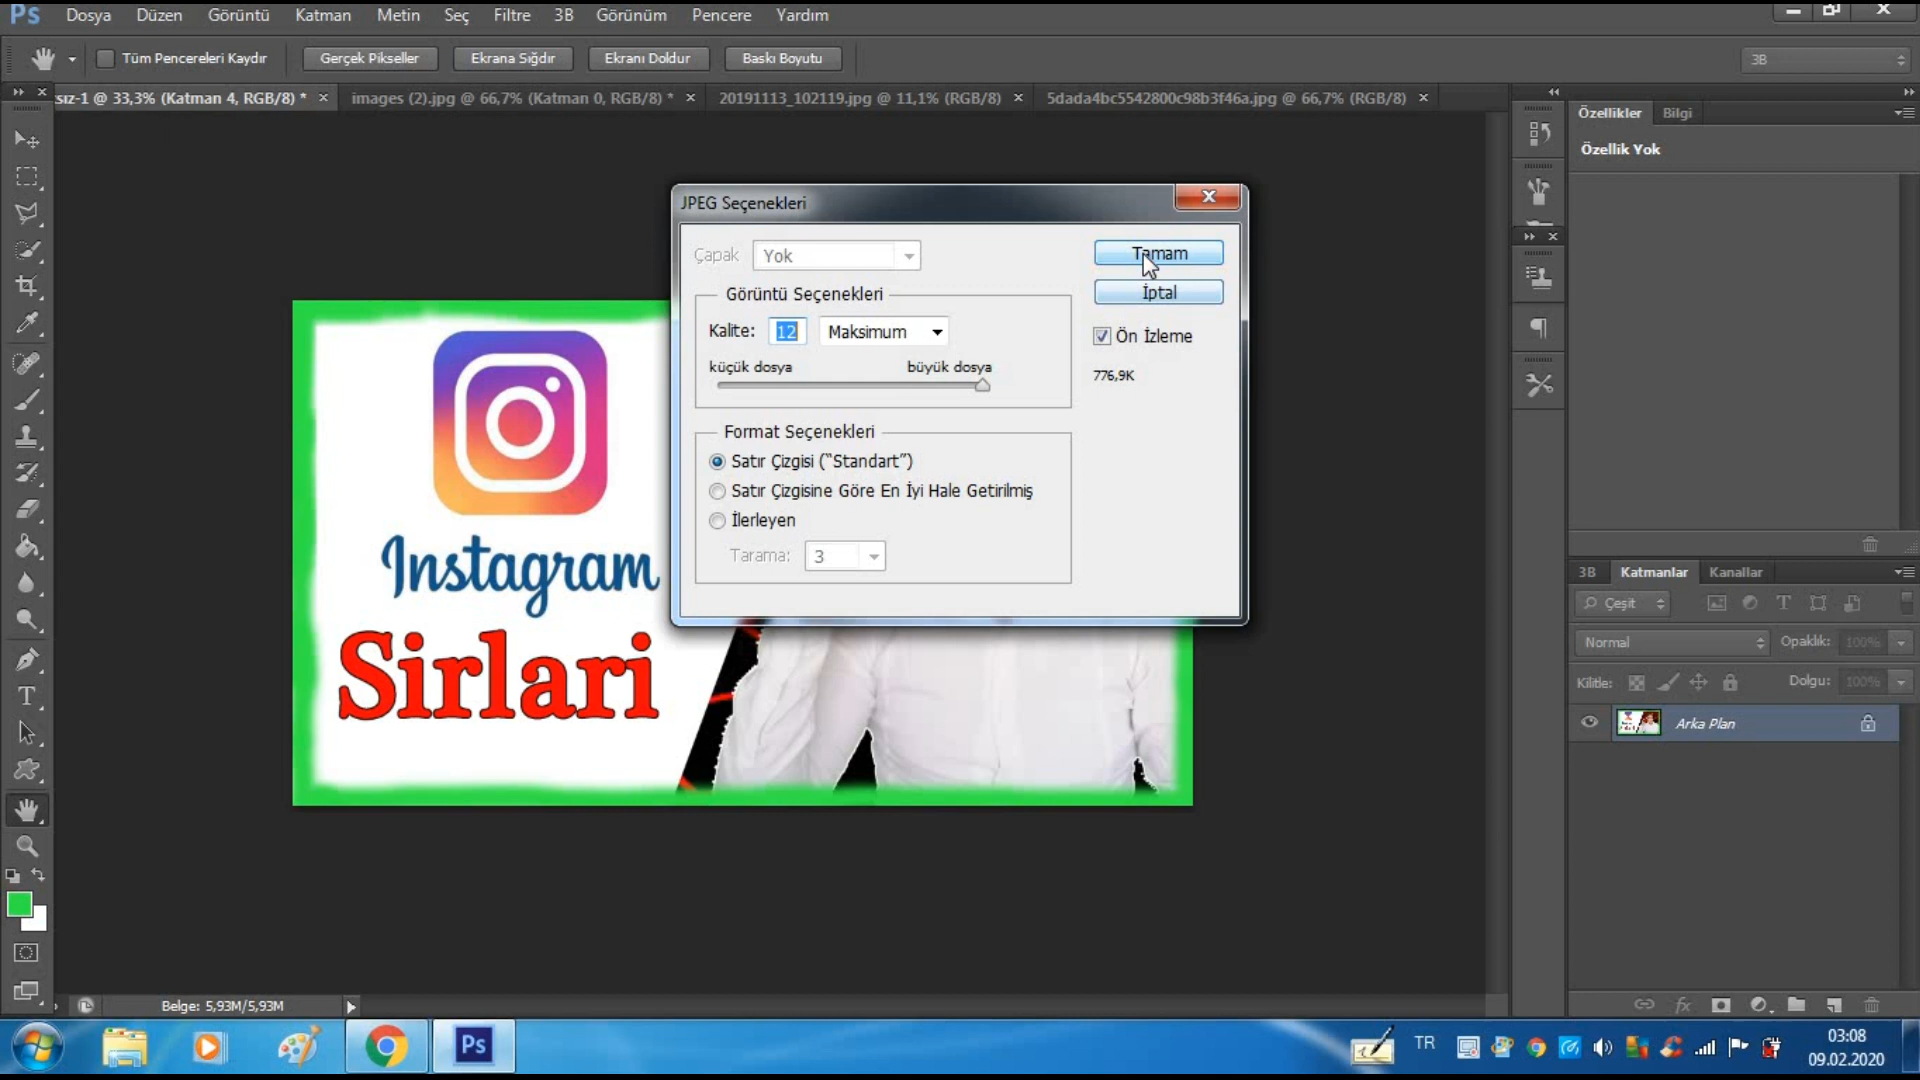 Ps Dosya Düzen Görüntü Katman Metin Seç Filtre 3B Görünüm Pencere Yardım
Tüm Pencereleri Kaydır Gerçek Pikseller Ekrana Sığdır Ekranı Doldur Baskı Boyutu 3B
sız-1 @ 33,3% (Katman 4, RGB/8) * images (2).jpg @ 66,7% (Katman 0, RGB/8) * 20191113_102119.jpg @ 11,1% (RGB/8) 5dada4bc5542800c98b3f46a.jpg @ 66,7% (RGB/8)
Özellikler Bilgi
Özellik Yok
JPEG Seçenekleri
Çapak Yok
Tamam
İptal
Görüntü Seçenekleri
Kalite: 12 Maksimum
Ön İzleme
küçük dosya büyük dosya
776,9K
Format Seçenekleri
Satır Çizgisi (“Standart”)
Satır Çizgisine Göre En İyi Hale Getirilmiş
İlerleyen
Tarama: 3
Instagram
Sirlari
3B Katmanlar Kanallar
Çeşit
Normal Opaklık: 100%
Kilitle: Dolgu: 100%
Arka Plan
fx
Belge: 5,93M/5,93M
Ps
TR
03:08
09.02.2020